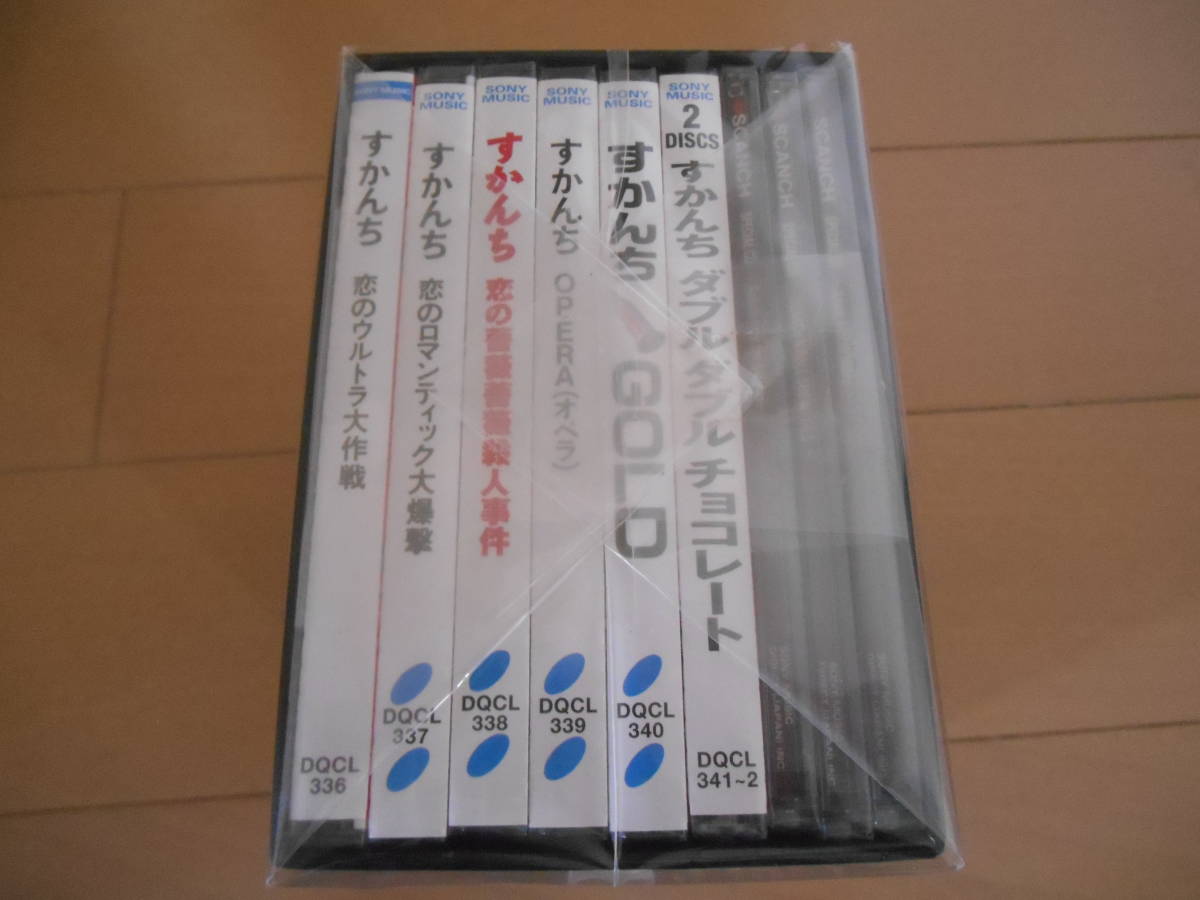 SONY MUSIC
すかんち 恋のウルトラ大作戦
DQCL
336
SONY
MUSIC
すかんち 恋のロマンティック大爆撃
DQCL
337
SONY
MUSIC
すかんち 恋の薔薇薔薇殺人事件
DQCL
338
SONY
MUSIC
すかんち OPERA(オペラ)
DQCL
339
SONY
MUSIC
すかんち GOLD
DQCL
340
SONY
MUSIC
2
DISCS
すかんち ダブル ダブル チョコレート
DQCL
341~2
SCANCH
SCANCH
SCANCH